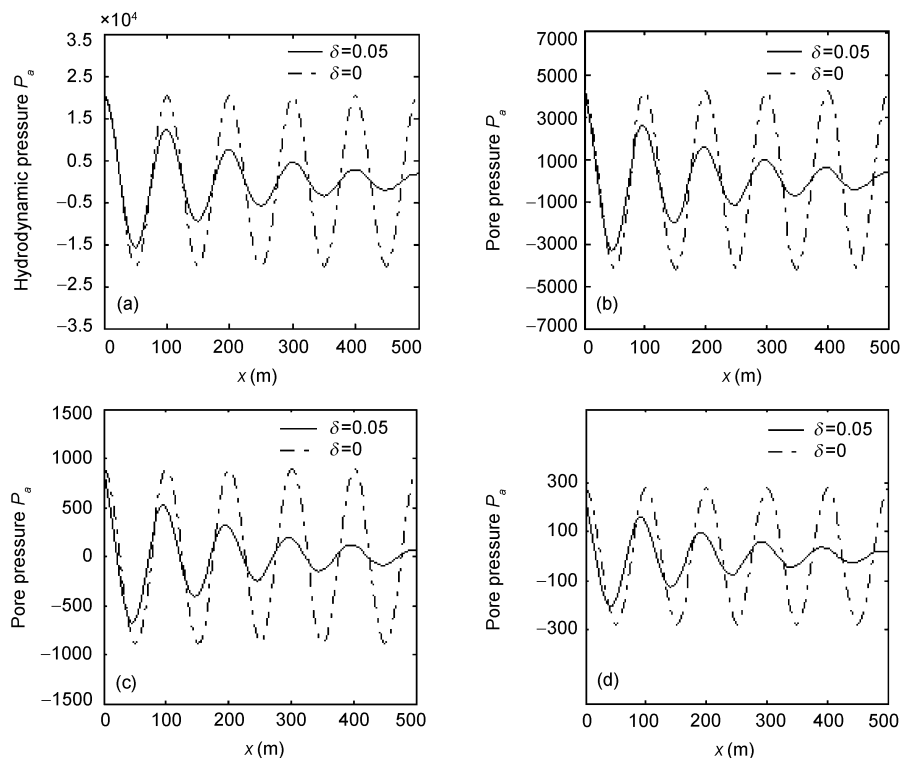 ×10⁴
3.5
2.5
1.5
0.5
−0.5
−1.5
−2.5
−3.5
Hydrodynamic pressure Pₐ
δ=0.05
δ=0
(a)
0 100 200 300 400 500
x (m)
7000
5000
3000
1000
−1000
−3000
−5000
−7000
Pore pressure Pₐ
δ=0.05
δ=0
(b)
0 100 200 300 400 500
x (m)
1500
1000
500
0
−500
−1000
−1500
Pore pressure Pₐ
δ=0.05
δ=0
(c)
0 100 200 300 400 500
x (m)
300
100
−100
−300
Pore pressure Pₐ
δ=0.05
δ=0
(d)
0 100 200 300 400 500
x (m)